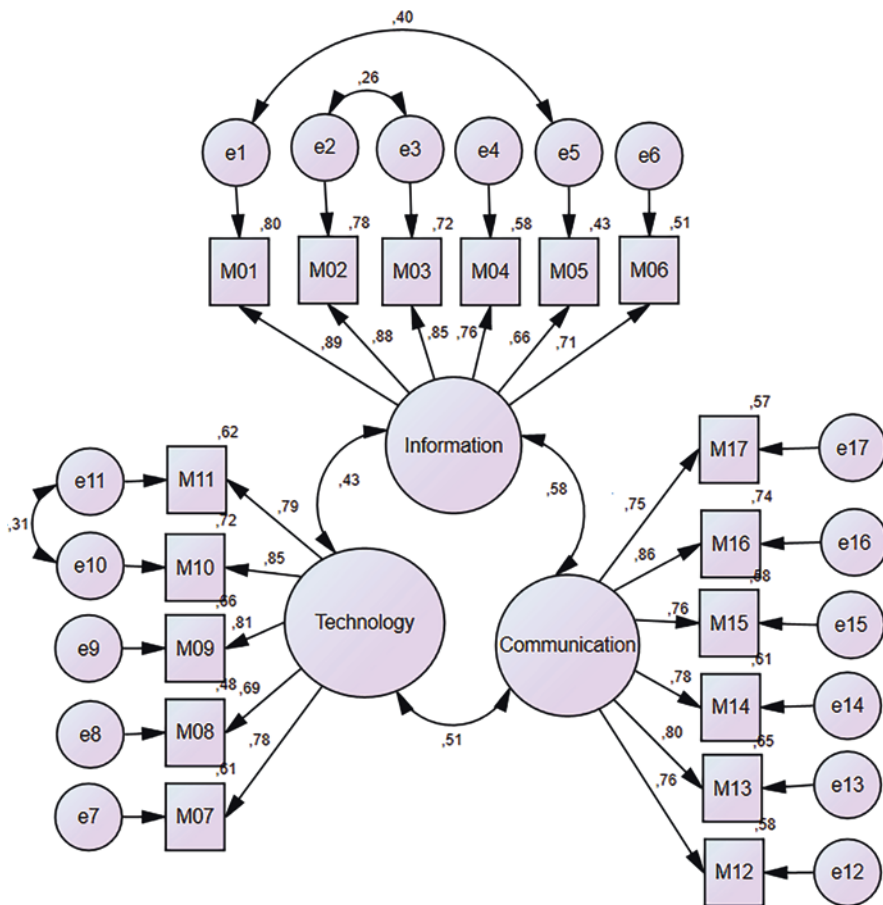 ,40
,26
e1 e2 e3 e4 e5 e6
,80 ,78 ,72 ,58 ,43 ,51
M01 M02 M03 M04 M05 M06
,89 ,88 ,85 ,76 ,66 ,71
Information
,43 ,58
,62
e11 M11 ,79
,31
,72
e10 M10 ,85
,66
e9 M09 ,81
,48
e8 M08 ,69
,61
e7 M07 ,78
Technology
,51
Communication
,57
,75 M17 e17
,74
,86 M16 e16
,58
,76 M15 e15
,61
,78 M14 e14
,65
,80 M13 e13
,58
,76 M12 e12